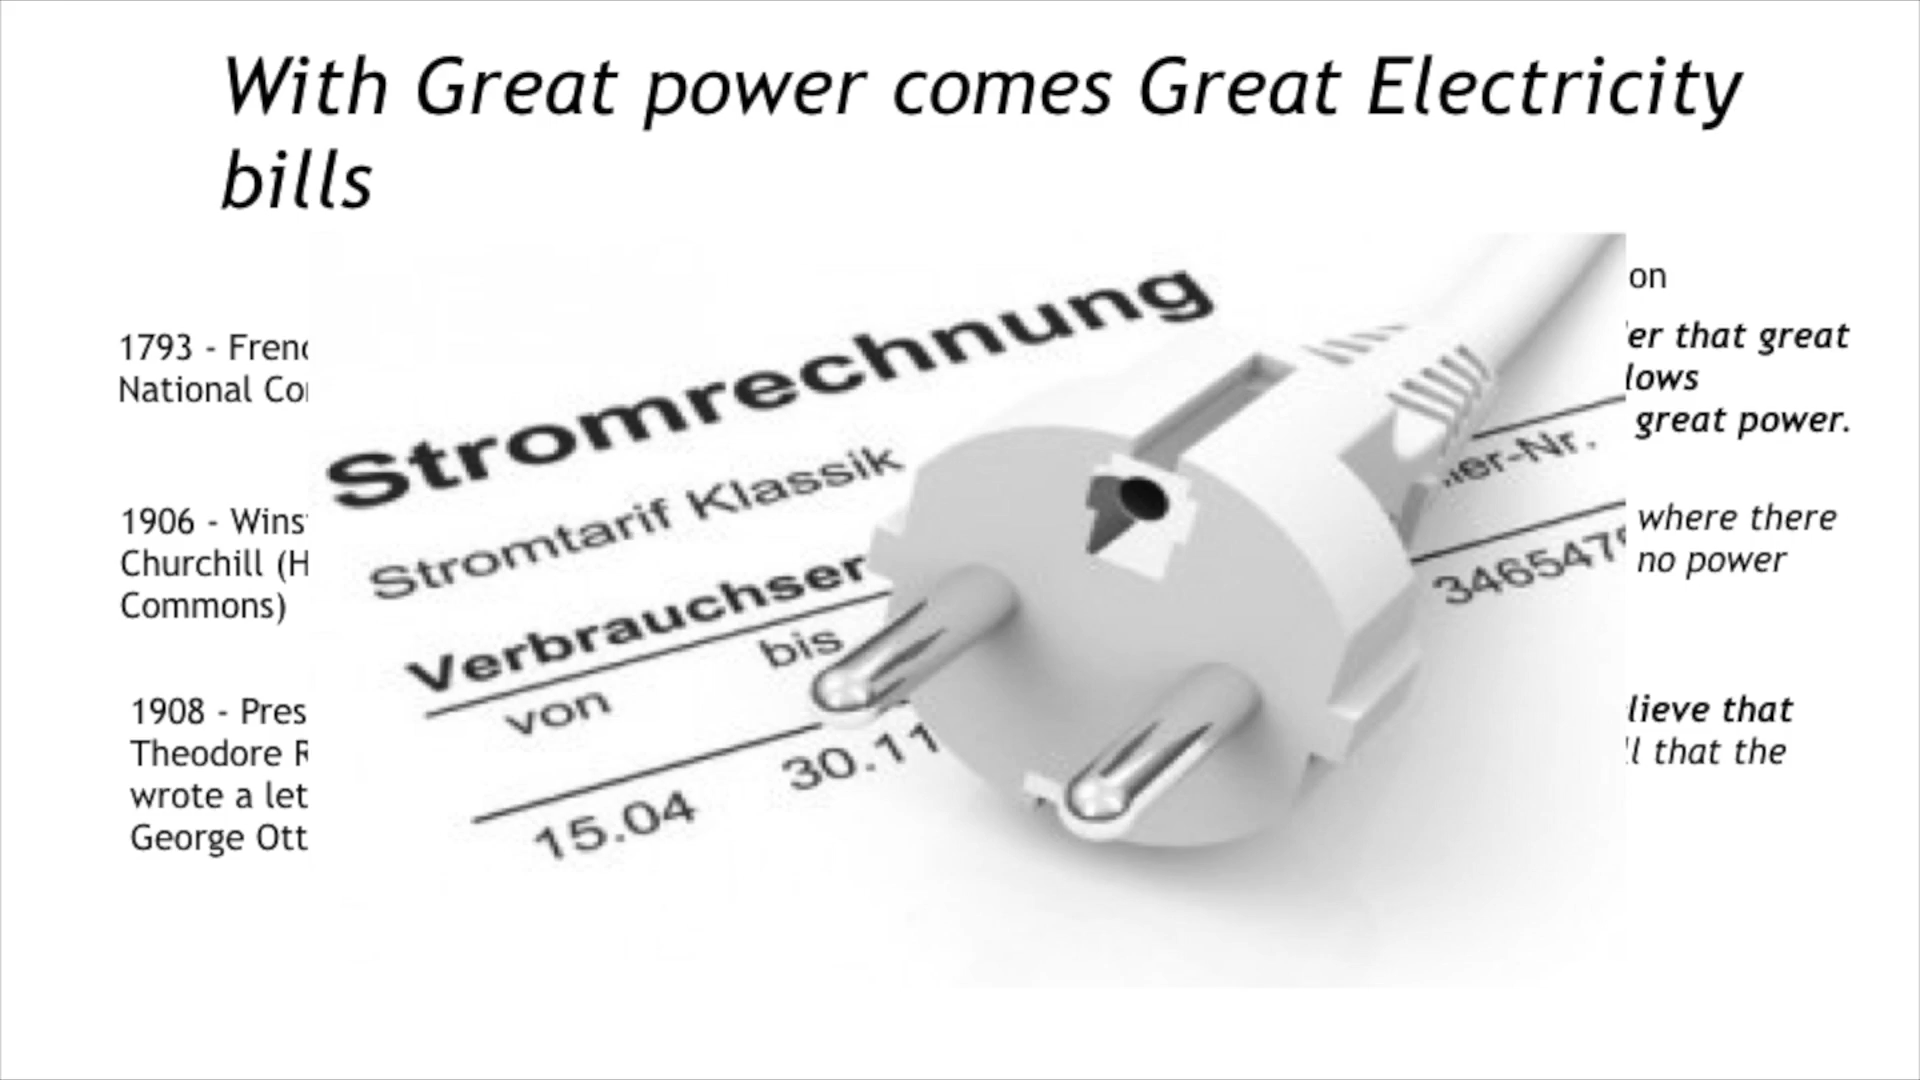 With Great power comes Great Electricity
bills
on
1793 - Frenc
National Co
er that great
lows
great power.
1906 - Wins
Churchill (H
Commons)
where there
no power
1908 - Pres
Theodore R
wrote a let
George Ott
lieve that
ll that the
Stromrechnung
Stromtarif Klassik
Verbrauchser
von bis
15.04 30.11
er-Nr.
346547